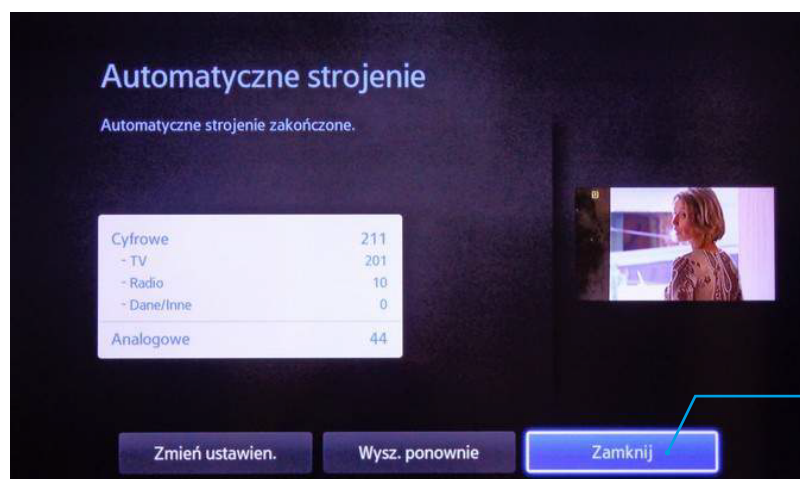 Automatyczne strojenie
Automatyczne strojenie zakończone.
Cyfrowe 211
- TV 201
- Radio 10
- Dane/Inne 0
Analogowe 44
Zmień ustawien. Wysz. ponownie Zamknij